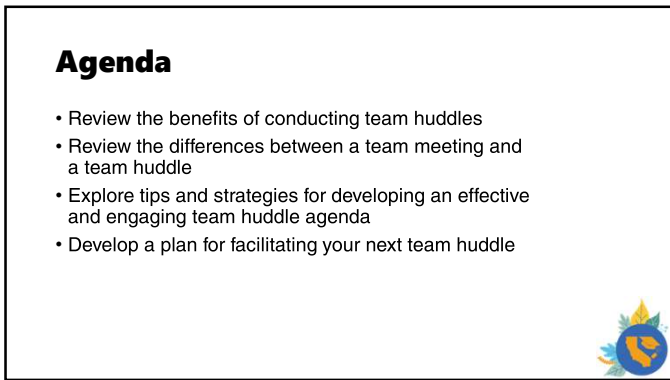 Agenda
• Review the benefits of conducting team huddles
• Review the differences between a team meeting and
a team huddle
• Explore tips and strategies for developing an effective
and engaging team huddle agenda
• Develop a plan for facilitating your next team huddle